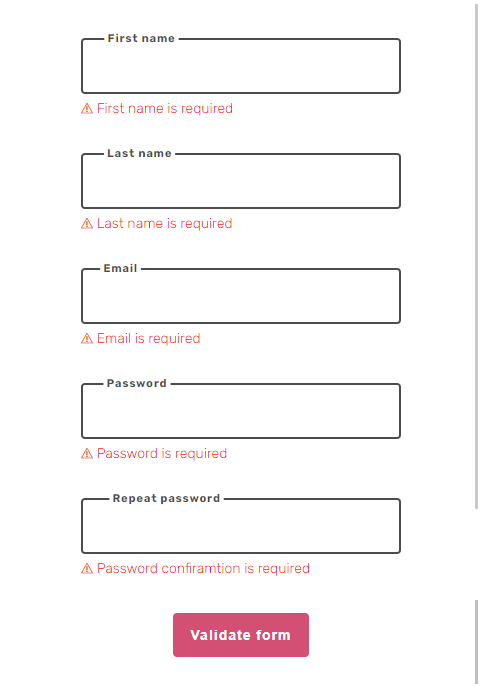 First name
⚠ First name is required
Last name
⚠ Last name is required
Email
⚠ Email is required
Password
⚠ Password is required
Repeat password
⚠ Password confiramtion is required
Validate form